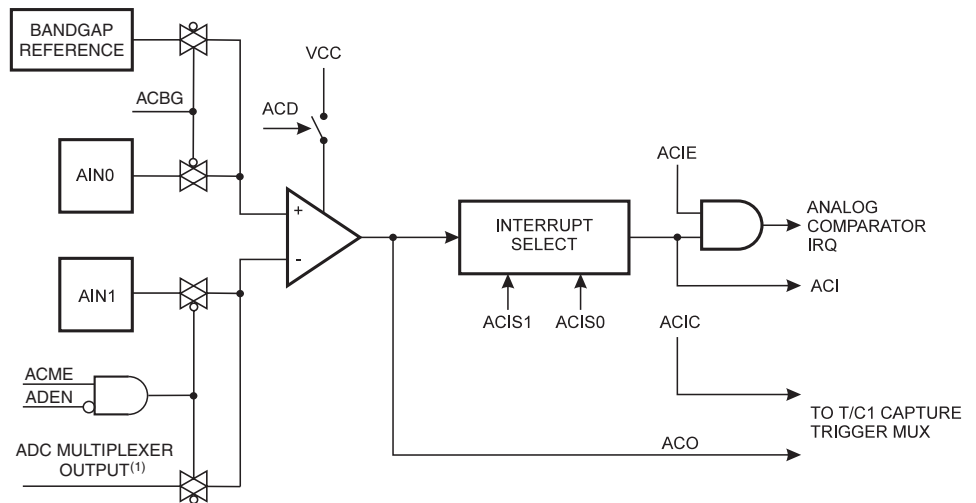 BANDGAP
REFERENCE
VCC
ACBG
ACD
ACIE
AIN0
+
-
INTERRUPT
SELECT
ANALOG
COMPARATOR
IRQ
AIN1
ACI
ACIS1
ACIS0
ACIC
ACME
ADEN
TO T/C1 CAPTURE
TRIGGER MUX
ADC MULTIPLEXER
OUTPUT(1)
ACO